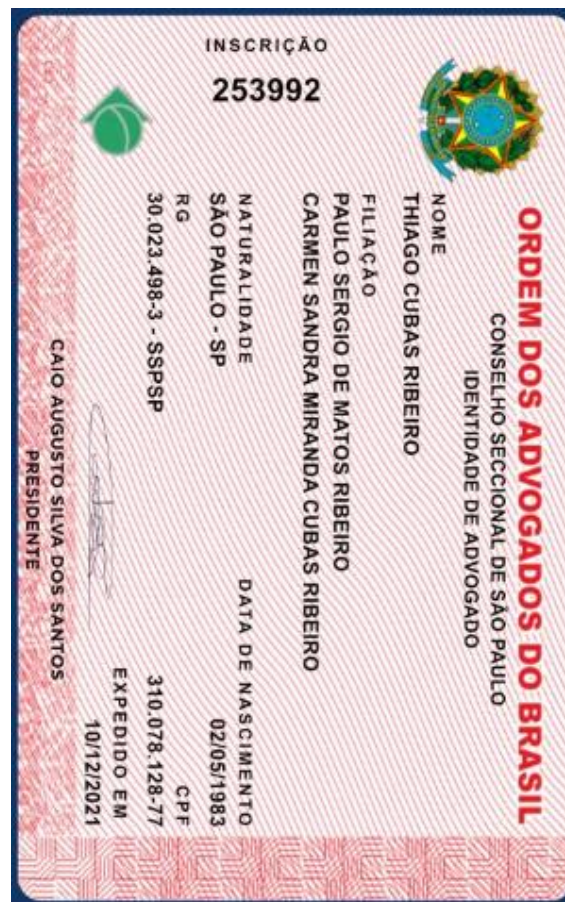 ORDEM DOS ADVOGADOS DO BRASIL
CONSELHO SECCIONAL DE SÃO PAULO
IDENTIDADE DE ADVOGADO
INSCRIÇÃO
253992
NOME
THIAGO CUBAS RIBEIRO
FILIAÇÃO
PAULO SERGIO DE MATOS RIBEIRO
CARMEN SANDRA MIRANDA CUBAS RIBEIRO
NATURALIDADE DATA DE NASCIMENTO
SÃO PAULO - SP 02/05/1983
RG CPF
30.023.498-3 - SSPSP 310.078.128-77
EXPEDIDO EM
10/12/2021
CAIO AUGUSTO SILVA DOS SANTOS
PRESIDENTE